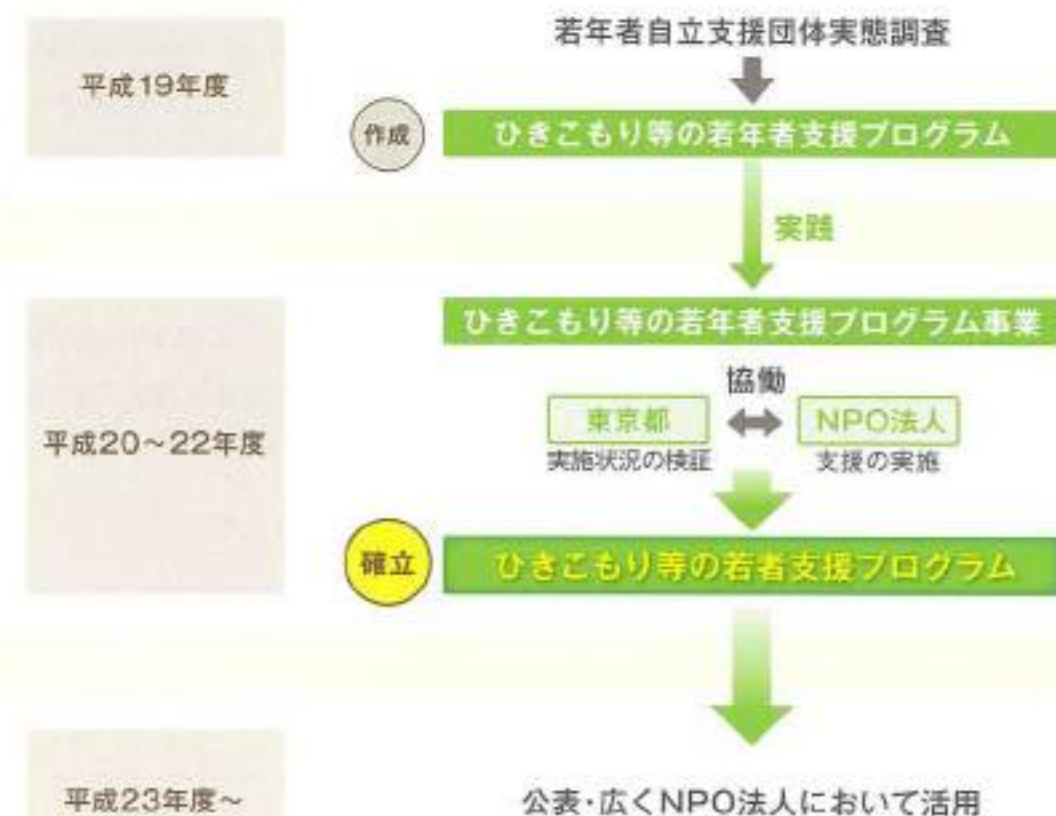 平成19年度
若年者自立支援団体実態調査
作成
ひきこもり等の若年者支援プログラム
実践
平成20～22年度
ひきこもり等の若年者支援プログラム事業
協働
東京都
NPO法人
実施状況の検証
支援の実施
確立
ひきこもり等の若者支援プログラム
平成23年度～
公表・広くNPO法人において活用